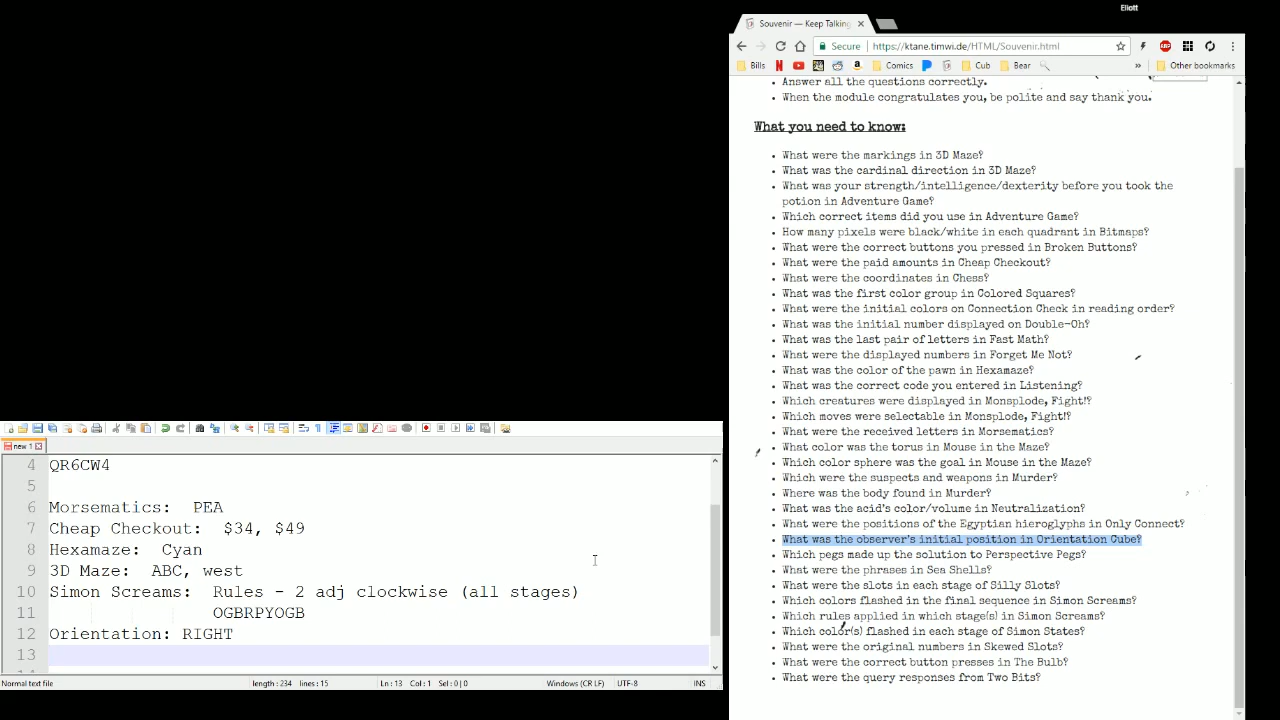 Eliott
Souvenir — Keep Talking
Secure
https://ktane.timwi.de/HTML/Souvenir.html
Bills
Comics
Cub
Bear
»
Other bookmarks
Answer all the questions correctly.
When the module congratulates you, be polite and say thank you.
What you need to know:
What were the markings in 3D Maze?
What was the cardinal direction in 3D Maze?
What was your strength/intelligence/dexterity before you took the
potion in Adventure Game?
Which correct items did you use in Adventure Game?
How many pixels were black/white in each quadrant in Bitmaps?
What were the correct buttons you pressed in Broken Buttons?
What were the paid amounts in Cheap Checkout?
What were the coordinates in Chess?
What was the first color group in Colored Squares?
What were the initial colors on Connection Check in reading order?
What was the initial number displayed on Double-Oh?
What was the last pair of letters in Fast Math?
What were the displayed numbers in Forget Me Not?
What was the color of the pawn in Hexamaze?
What was the correct code you entered in Listening?
Which creatures were displayed in Monsplode, Fight!?
Which moves were selectable in Monsplode, Fight!?
What were the received letters in Morsematics?
What color was the torus in Mouse in the Maze?
Which color sphere was the goal in Mouse in the Maze?
Which were the suspects and weapons in Murder?
Where was the body found in Murder?
What was the acid's color/volume in Neutralization?
What were the positions of the Egyptian hieroglyphs in Only Connect?
What was the observer's initial position in Orientation Cube?
Which pegs made up the solution to Perspective Pegs?
What were the phrases in Sea Shells?
What were the slots in each stage of Silly Slots?
Which colors flashed in the final sequence in Simon Screams?
Which rules applied in which stage(s) in Simon Screams?
Which color(s) flashed in each stage of Simon States?
What were the original numbers in Skewed Slots?
What were the correct button presses in The Bulb?
What were the query responses from Two Bits?
new 1
4 QR6CW4
5
6 Morsematics: PEA
7 Cheap Checkout: $34, $49
8 Hexamaze: Cyan
9 3D Maze: ABC, west
10 Simon Screams: Rules - 2 adj clockwise (all stages)
11 OGBRPYOGB
12 Orientation: RIGHT
13
Normal text file
length : 234 lines : 15
Ln : 13 Col : 1 Sel : 0 | 0
Windows (CR LF)
UTF-8
INS